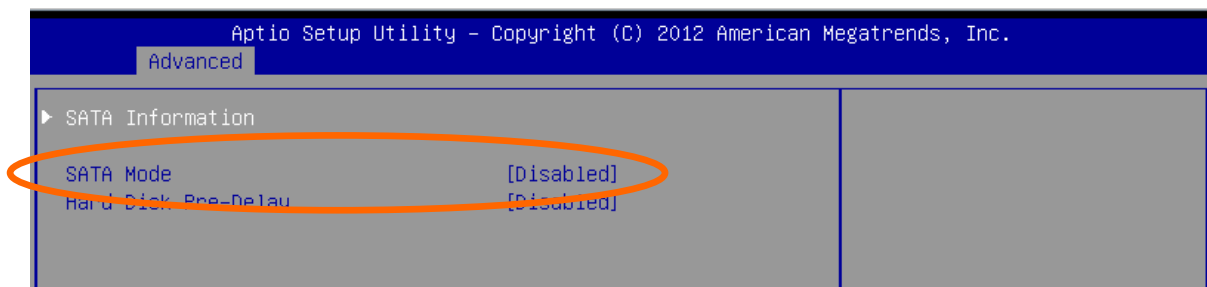 Aptio Setup Utility – Copyright (C) 2012 American Megatrends, Inc.
Advanced
▶ SATA Information
SATA Mode [Disabled]
Hard Disk Pre-Delay [Disabled]